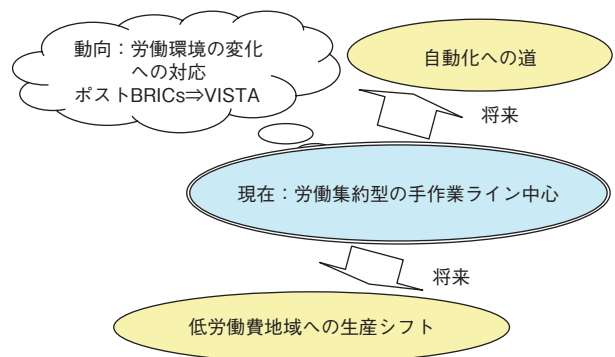 動向：労働環境の変化
への対応
ポストBRICs⇒VISTA
自動化への道
将来
現在：労働集約型の手作業ライン中心
将来
低労働費地域への生産シフト